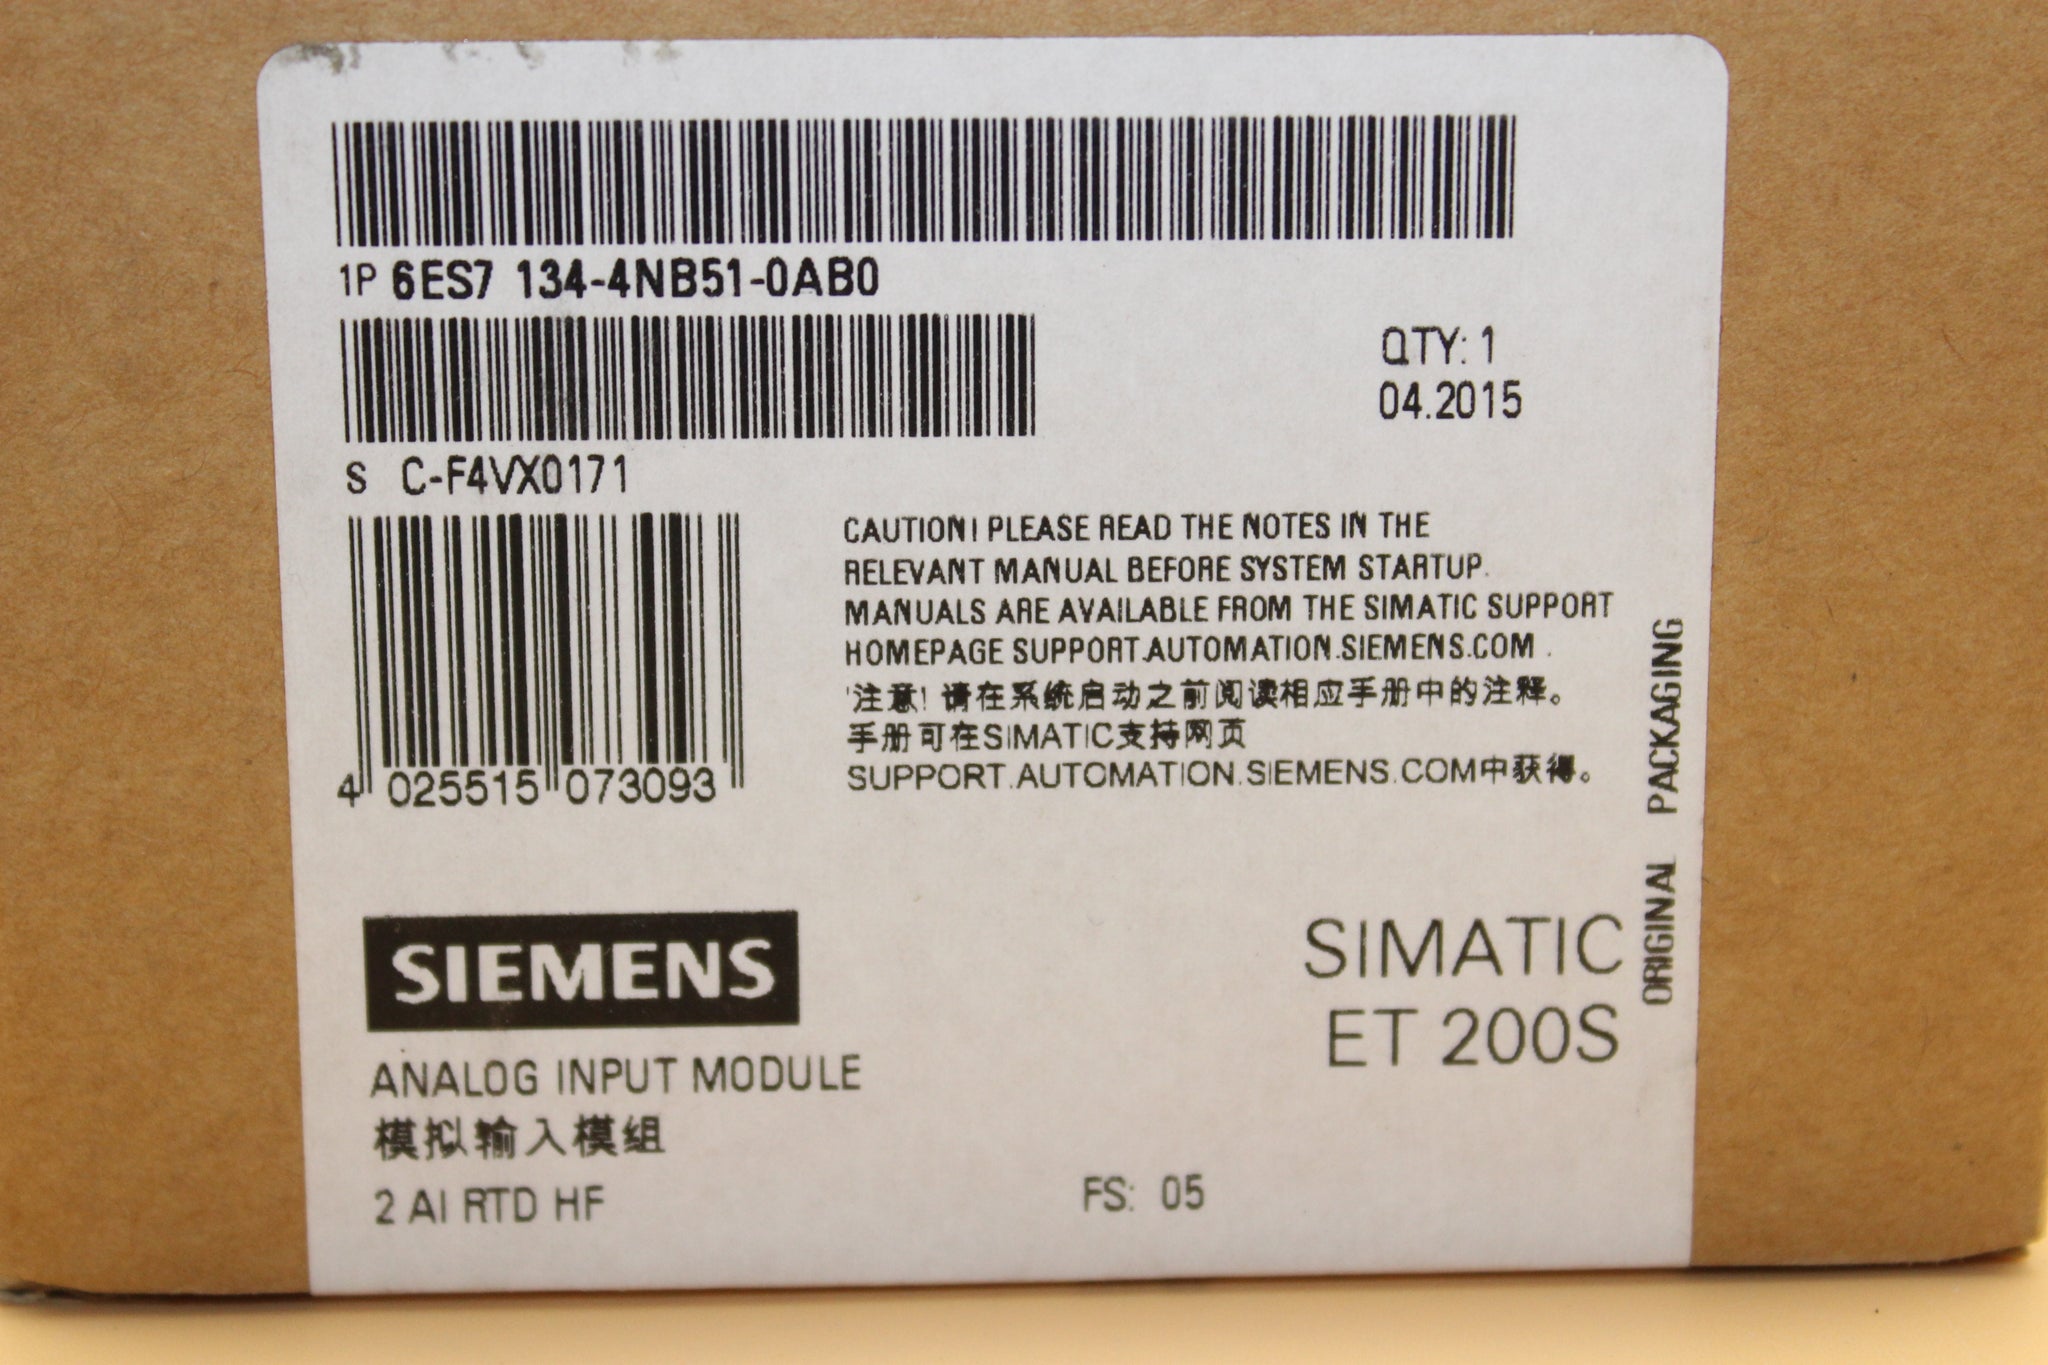 1P 6ES7 134-4NB51-0AB0
QTY: 1
04.2015
S C-F4VX0171
CAUTION! PLEASE READ THE NOTES IN THE
RELEVANT MANUAL BEFORE SYSTEM STARTUP.
MANUALS ARE AVAILABLE FROM THE SIMATIC SUPPORT
HOMEPAGE SUPPORT.AUTOMATION.SIEMENS.COM .
注意! 请在系统启动之前阅读相应手册中的注释。
手册可在SIMATIC支持网页
SUPPORT.AUTOMATION.SIEMENS.COM中获得。
4 025515 073093
ORIGINAL PACKAGING
SIEMENS
SIMATIC
ET 200S
ANALOG INPUT MODULE
模拟输入模组
2 AI RTD HF
FS: 05